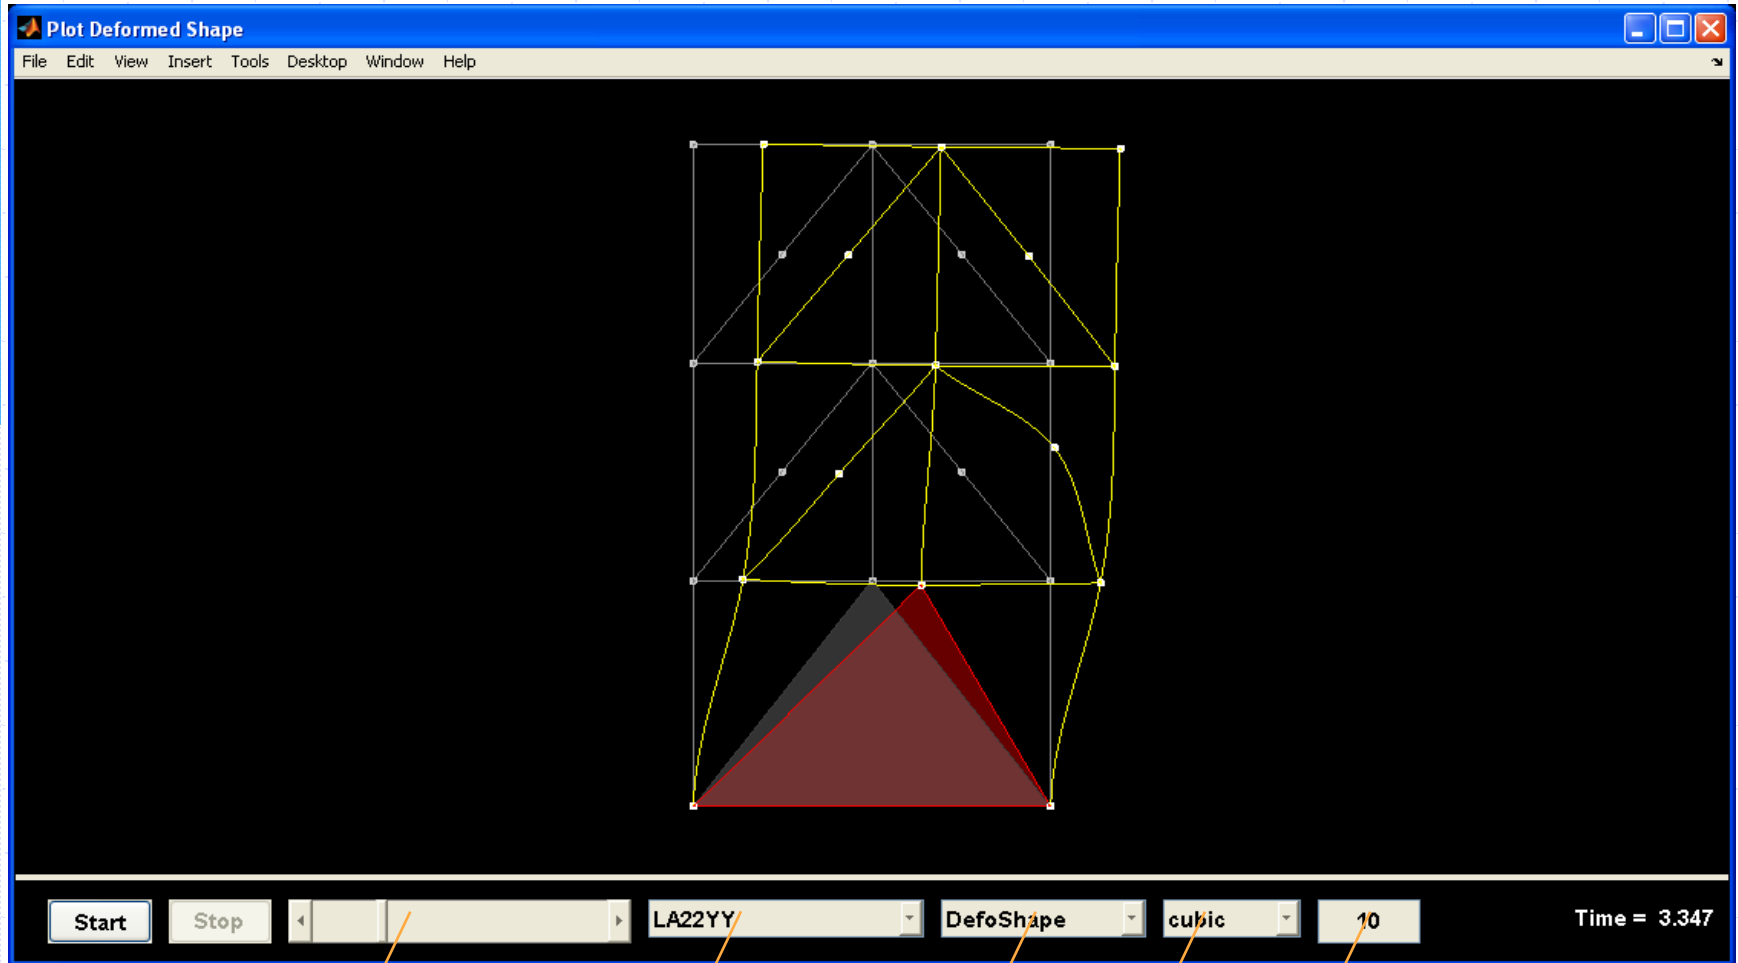 Plot Deformed Shape
File Edit View Insert Tools Desktop Window Help
Start Stop LA22YY DefoShape cubic 10 Time = 3.347